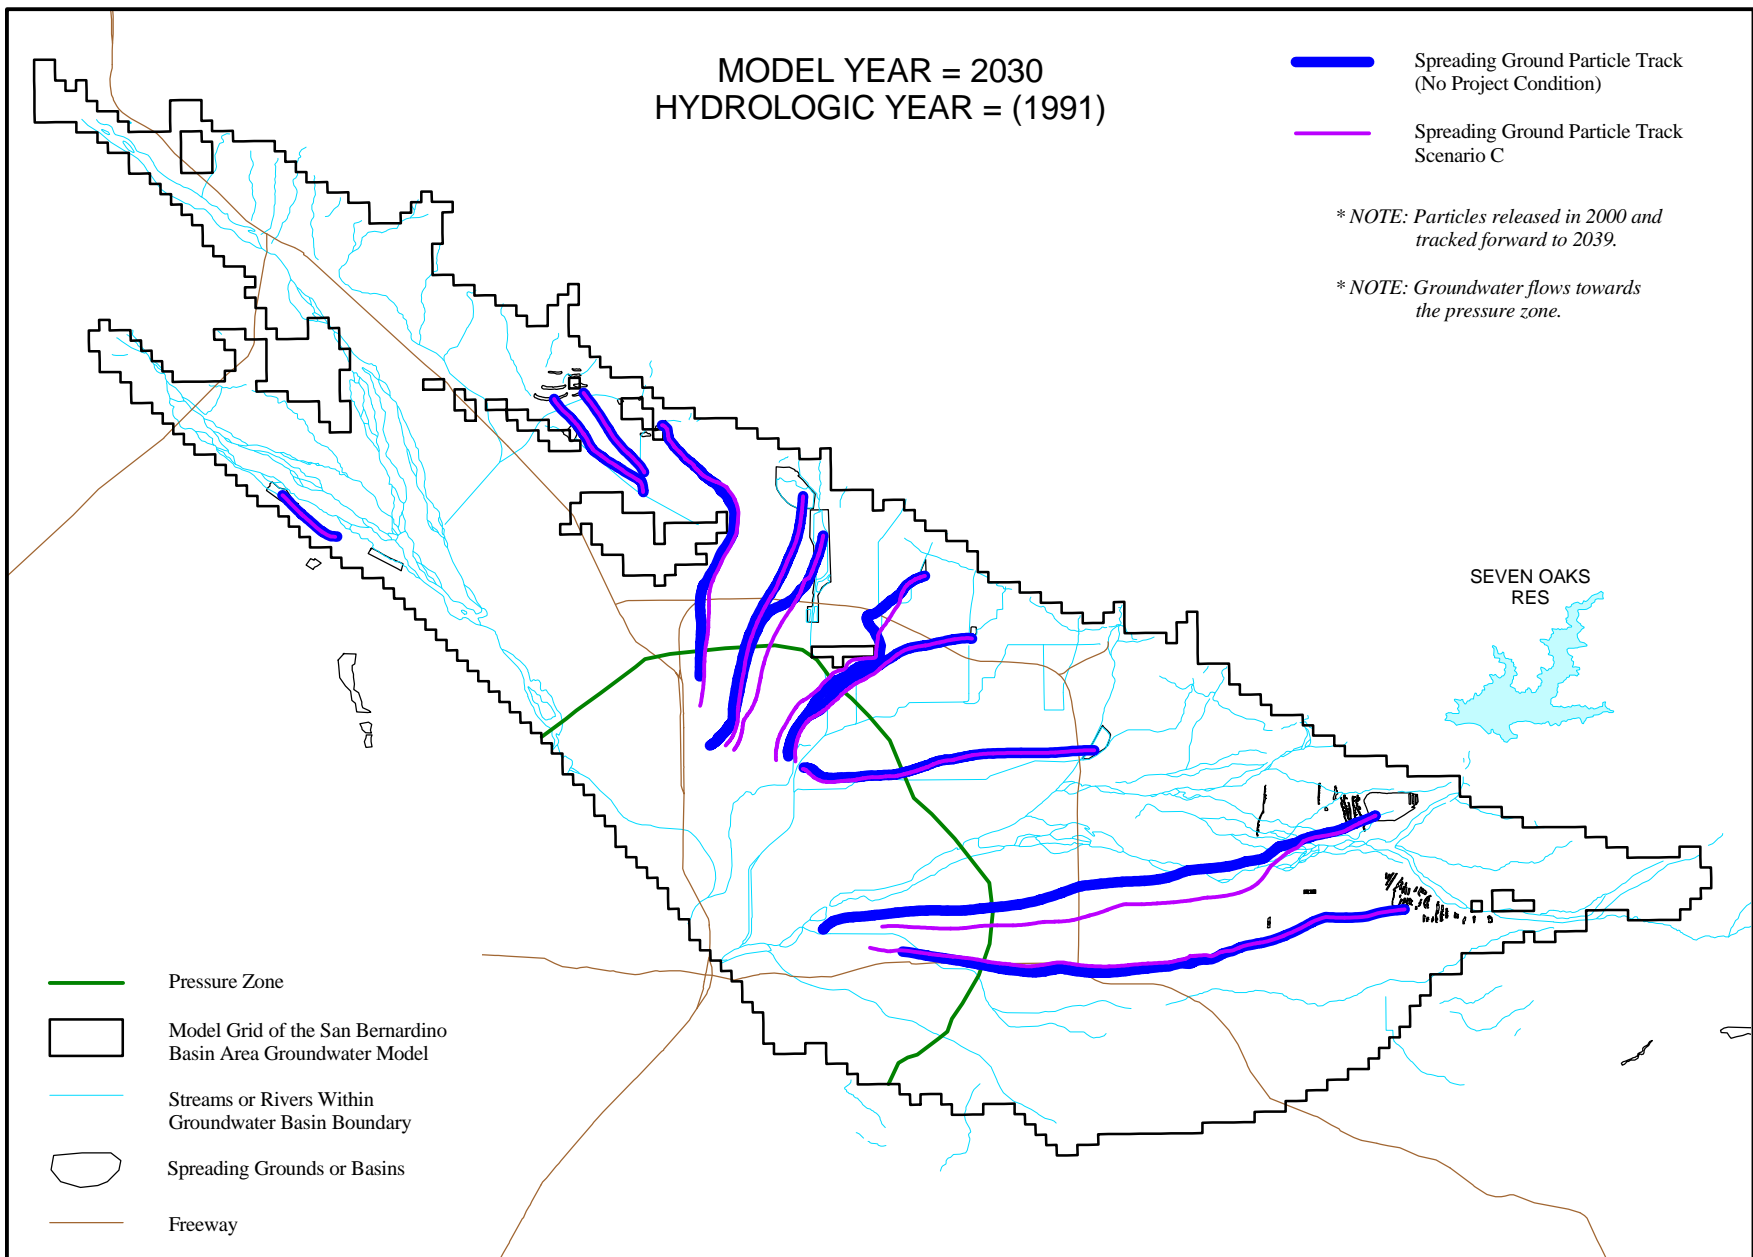 MODEL YEAR = 2030
HYDROLOGIC YEAR = (1991)
Spreading Ground Particle Track
(No Project Condition)
Spreading Ground Particle Track
Scenario C
* NOTE: Particles released in 2000 and
tracked forward to 2039.
* NOTE: Groundwater flows towards
the pressure zone.
SEVEN OAKS
RES
Pressure Zone
Model Grid of the San Bernardino
Basin Area Groundwater Model
Streams or Rivers Within
Groundwater Basin Boundary
Spreading Grounds or Basins
Freeway